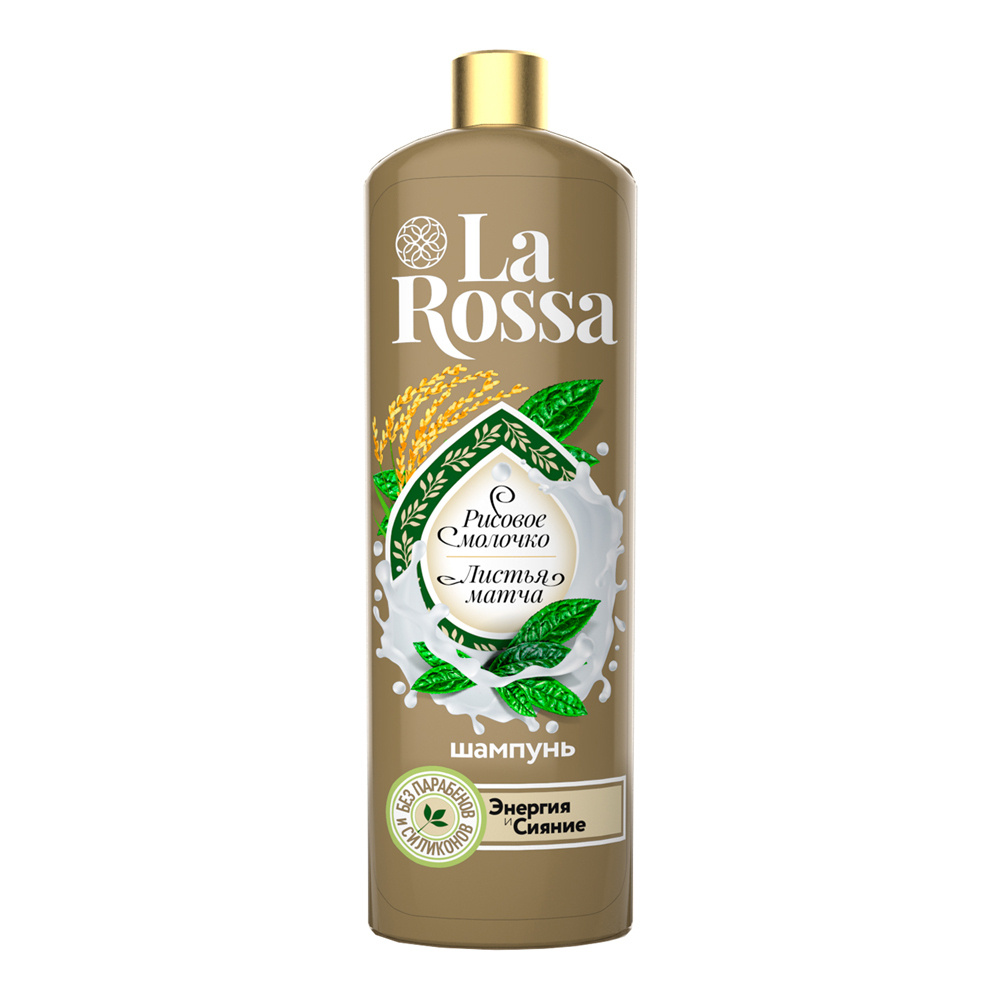 La
Rossa
Рисовое
молочко
Листья
матча
шампунь
БЕЗ ПАРАБЕНОВ
И СИЛИКОНОВ
Энергия
и Сияние